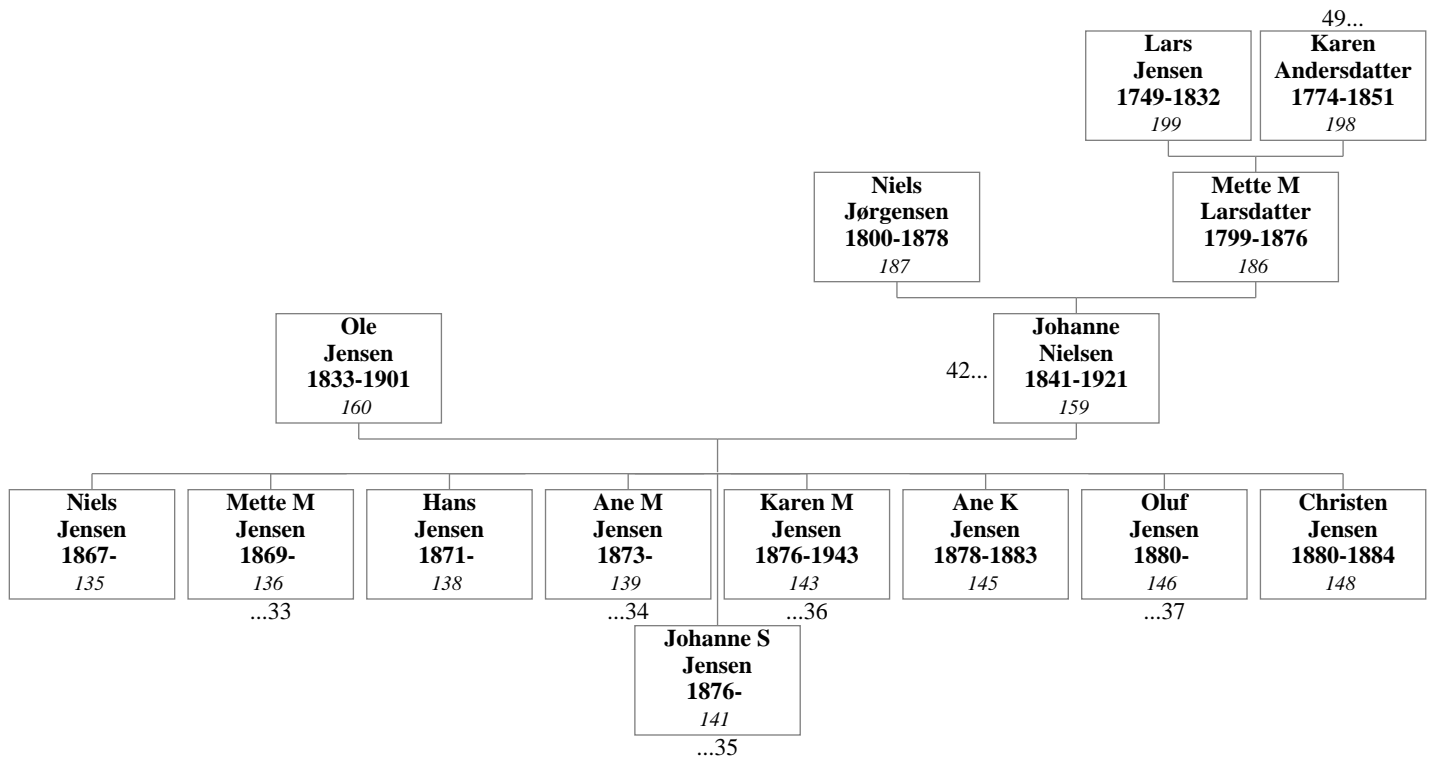 49...
Lars
Jensen
1749-1832
199
Karen
Andersdatter
1774-1851
198
Niels
Jørgensen
1800-1878
187
Mette M
Larsdatter
1799-1876
186
Ole
Jensen
1833-1901
160
42...
Johanne
Nielsen
1841-1921
159
Niels
Jensen
1867-
135
Mette M
Jensen
1869-
136
...33
Hans
Jensen
1871-
138
Ane M
Jensen
1873-
139
...34
Karen M
Jensen
1876-1943
143
...36
Ane K
Jensen
1878-1883
145
Oluf
Jensen
1880-
146
...37
Christen
Jensen
1880-1884
148
Johanne S
Jensen
1876-
141
...35